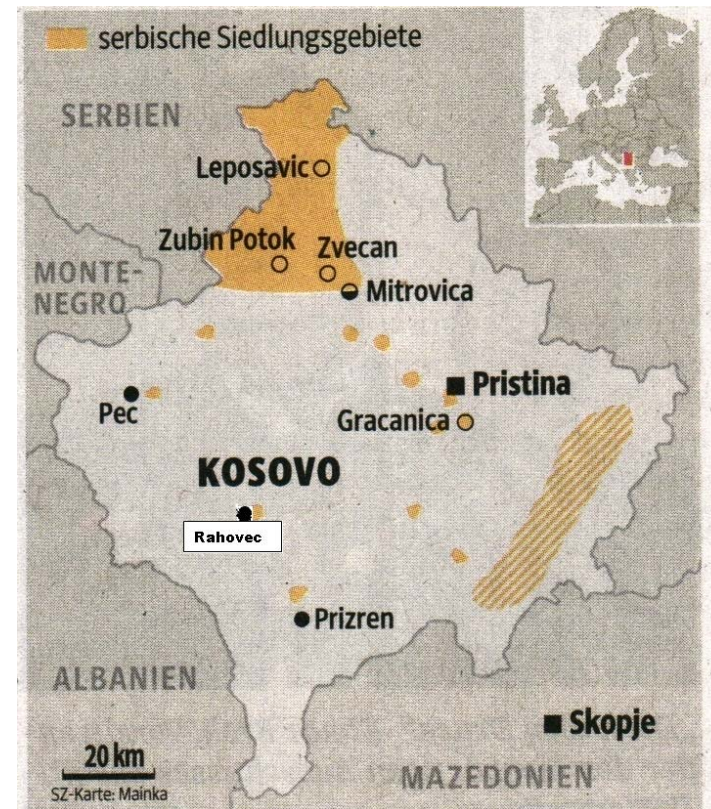 serbische Siedlungsgebiete
SERBIEN
Leposavic
Zubin Potok
Zvecan
MONTE-
NEGRO
Mitrovica
Pristina
Pec
Gracanica
KOSOVO
Rahovec
Prizren
ALBANIEN
Skopje
20 km
MAZEDONIEN
SZ-Karte: Mainka